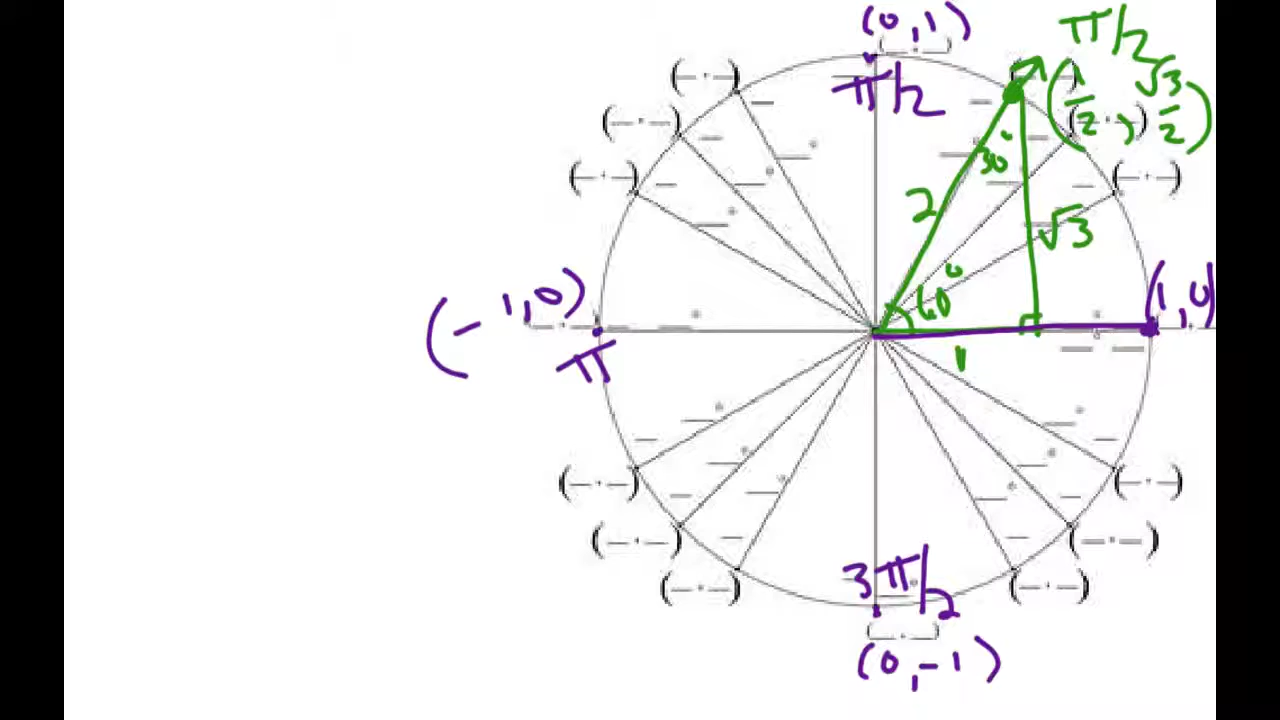 (0, 1)
π/2
π/2
(1/2, √3/2)
30°
2
√3
60°
1
(1, 0)
(-1, 0)
π
3π/2
(0, -1)